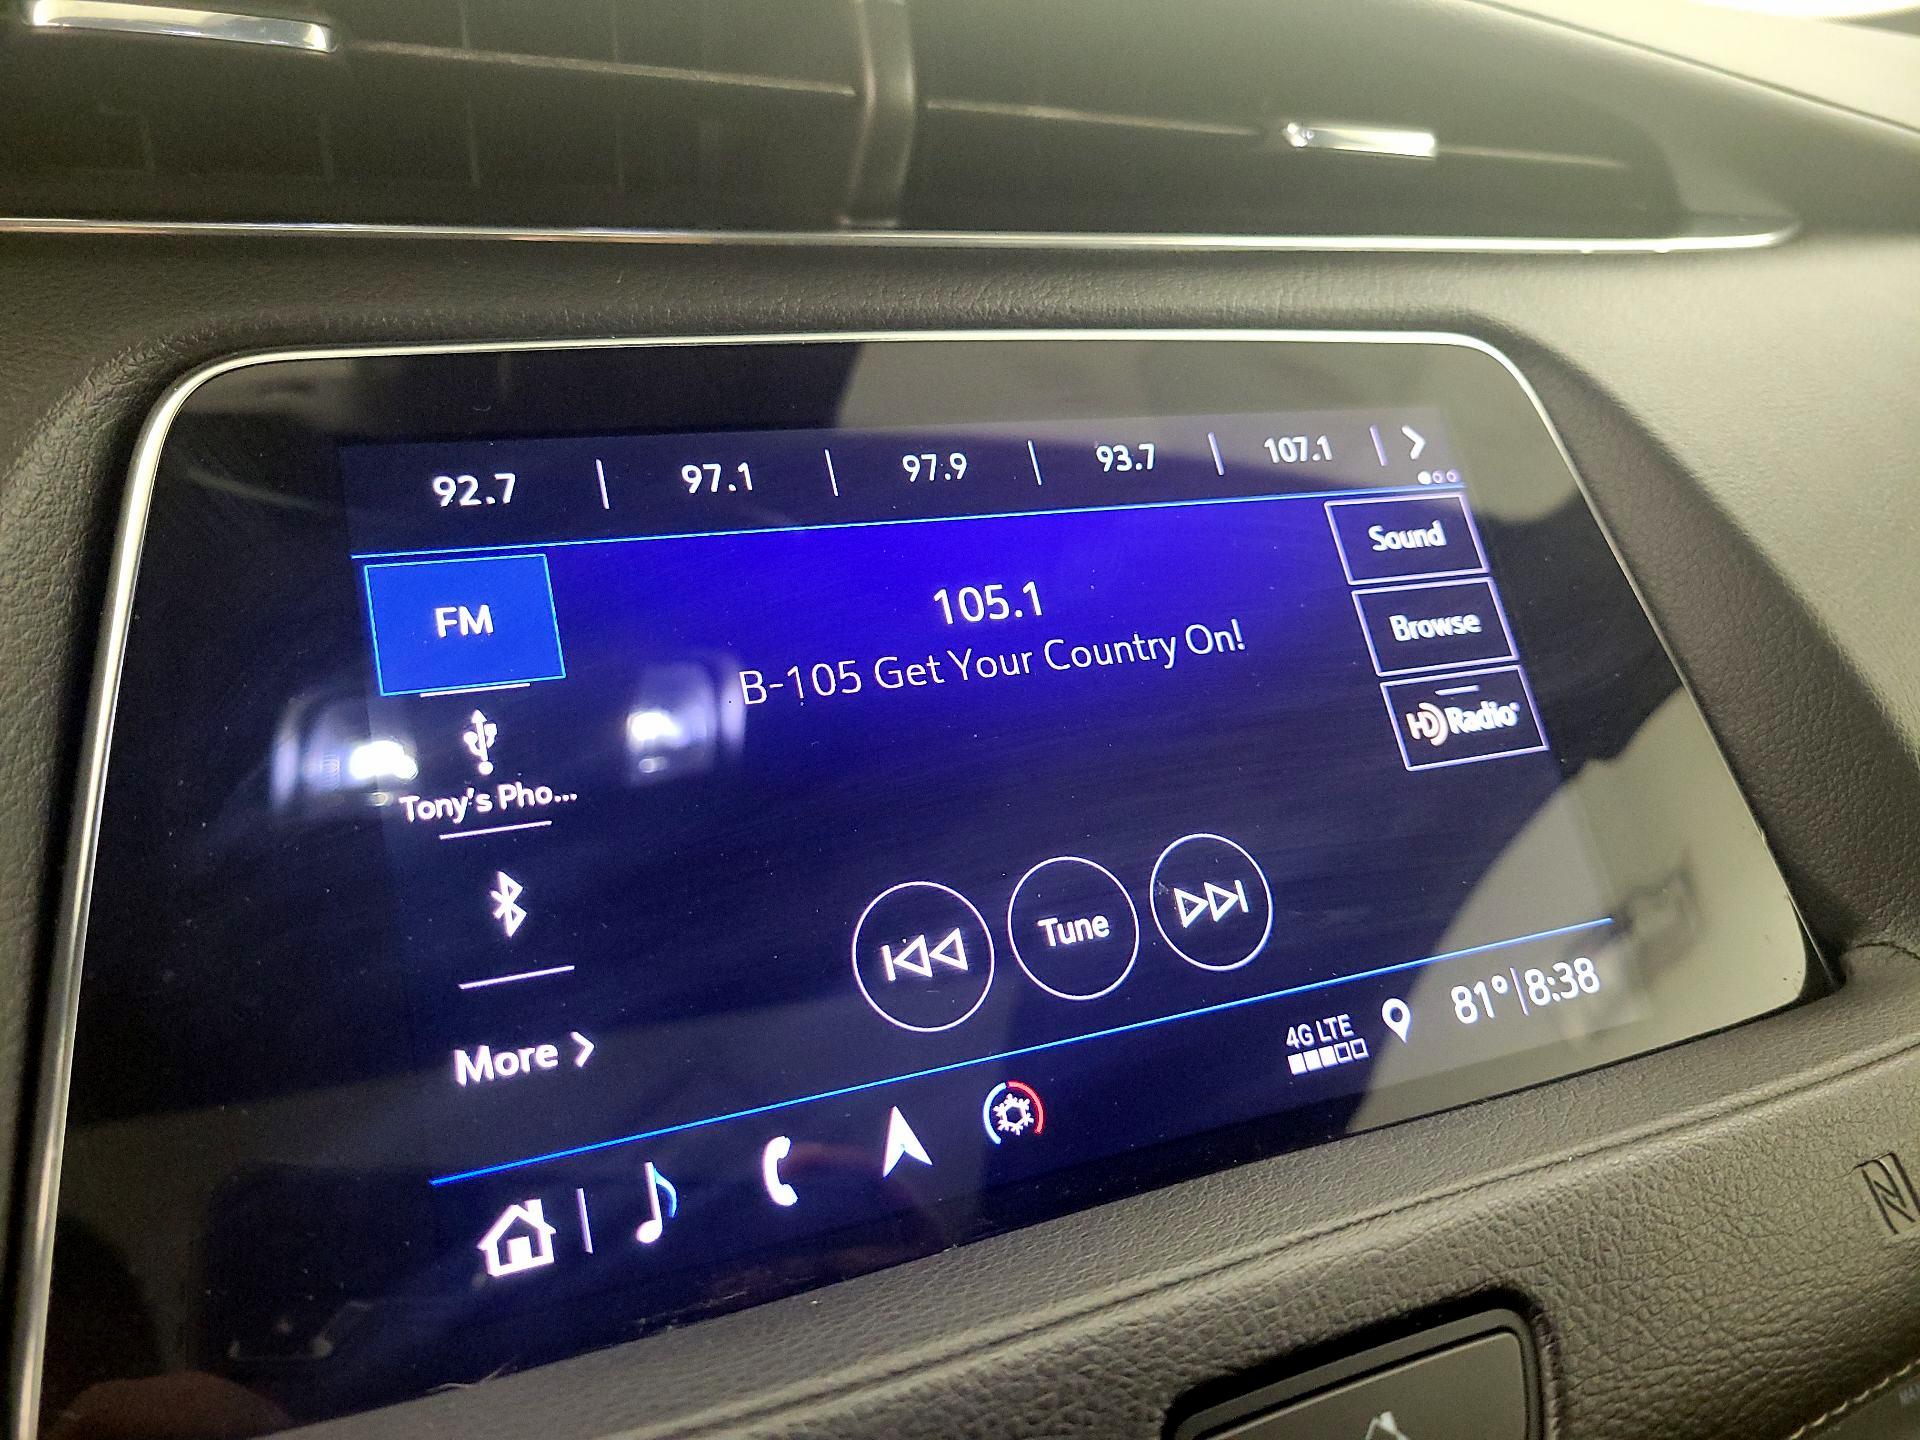 92.7 | 97.1 | 97.9 | 93.7 | 107.1 |
Sound
FM
105.1
Browse
B-105 Get Your Country On!
HD Radio
Tony's Pho...
Tune
More
4G LTE
81° | 8:38